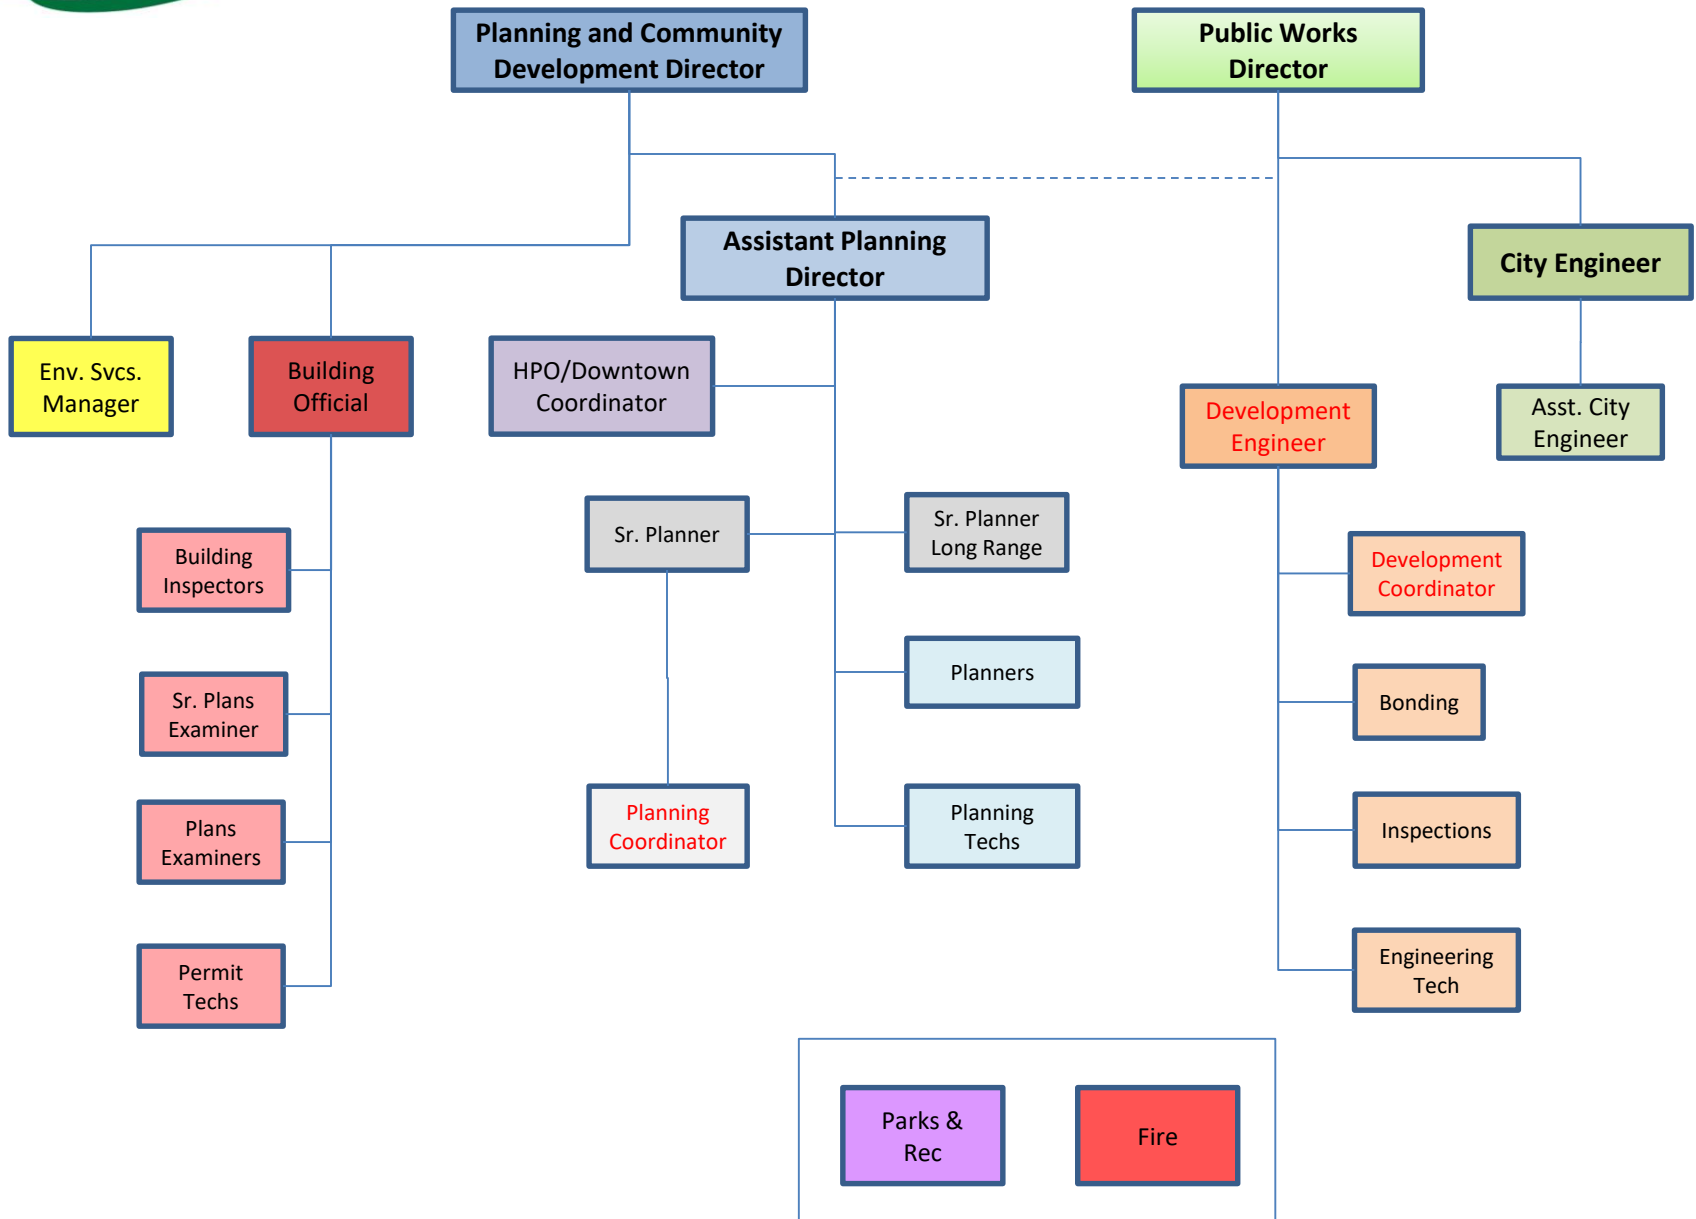 Planning and Community
Development Director
Public Works
Director
Assistant Planning
Director
City Engineer
Env. Svcs.
Manager
Building
Official
HPO/Downtown
Coordinator
Development
Engineer
Asst. City
Engineer
Sr. Planner
Sr. Planner
Long Range
Building
Inspectors
Development
Coordinator
Planners
Bonding
Sr. Plans
Examiner
Planning
Coordinator
Planning
Techs
Inspections
Plans
Examiners
Engineering
Tech
Permit
Techs
Parks &
Rec
Fire